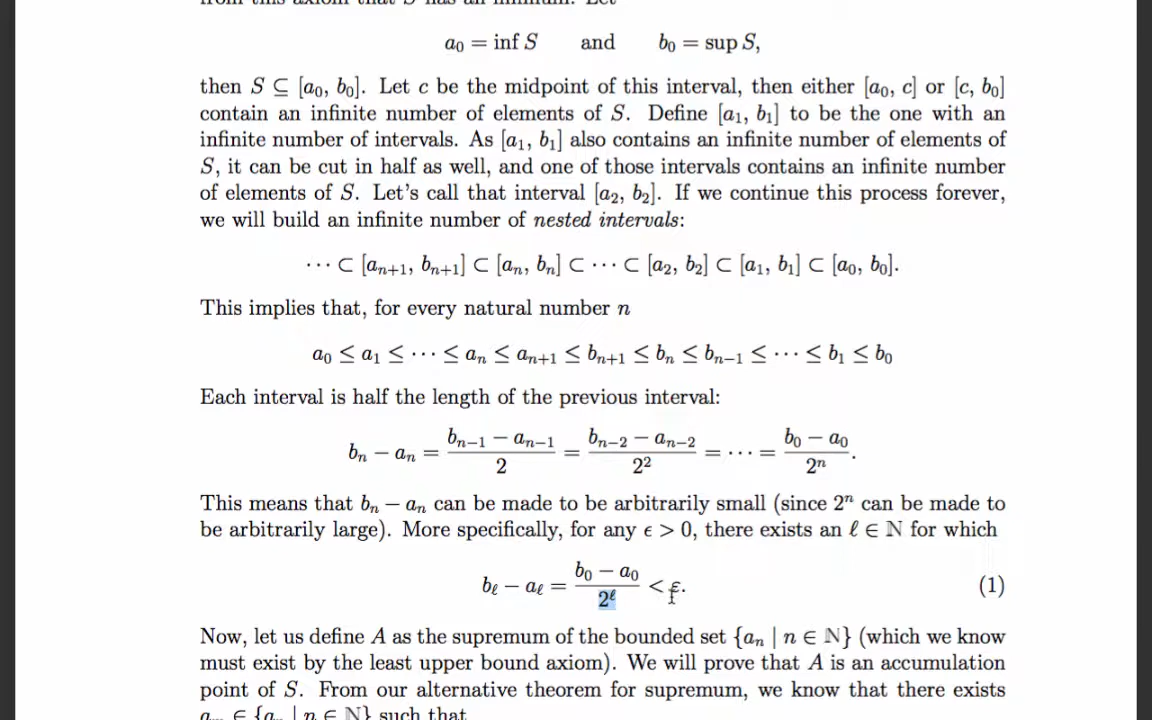 from this axiom that S has an infimum. Let
a₀ = inf S and b₀ = sup S,
then S ⊆ [a₀, b₀]. Let c be the midpoint of this interval, then either [a₀, c] or [c, b₀]
contain an infinite number of elements of S. Define [a₁, b₁] to be the one with an
infinite number of intervals. As [a₁, b₁] also contains an infinite number of elements of
S, it can be cut in half as well, and one of those intervals contains an infinite number
of elements of S. Let's call that interval [a₂, b₂]. If we continue this process forever,
we will build an infinite number of nested intervals:
⋯ ⊂ [aₙ₊₁, bₙ₊₁] ⊂ [aₙ, bₙ] ⊂ ⋯ ⊂ [a₂, b₂] ⊂ [a₁, b₁] ⊂ [a₀, b₀].
This implies that, for every natural number n
a₀ ≤ a₁ ≤ ⋯ ≤ aₙ ≤ aₙ₊₁ ≤ bₙ₊₁ ≤ bₙ ≤ bₙ₋₁ ≤ ⋯ ≤ b₁ ≤ b₀
Each interval is half the length of the previous interval:
bₙ − aₙ = (bₙ₋₁ − aₙ₋₁)/2 = (bₙ₋₂ − aₙ₋₂)/2² = ⋯ = (b₀ − a₀)/2ⁿ.
This means that bₙ − aₙ can be made to be arbitrarily small (since 2ⁿ can be made to
be arbitrarily large). More specifically, for any ϵ > 0, there exists an ℓ ∈ ℕ for which
b_ℓ − a_ℓ = (b₀ − a₀)/2^ℓ < ε. (1)
Now, let us define A as the supremum of the bounded set {aₙ | n ∈ ℕ} (which we know
must exist by the least upper bound axiom). We will prove that A is an accumulation
point of S. From our alternative theorem for supremum, we know that there exists
aₘ ∈ {aₙ | n ∈ ℕ} such that